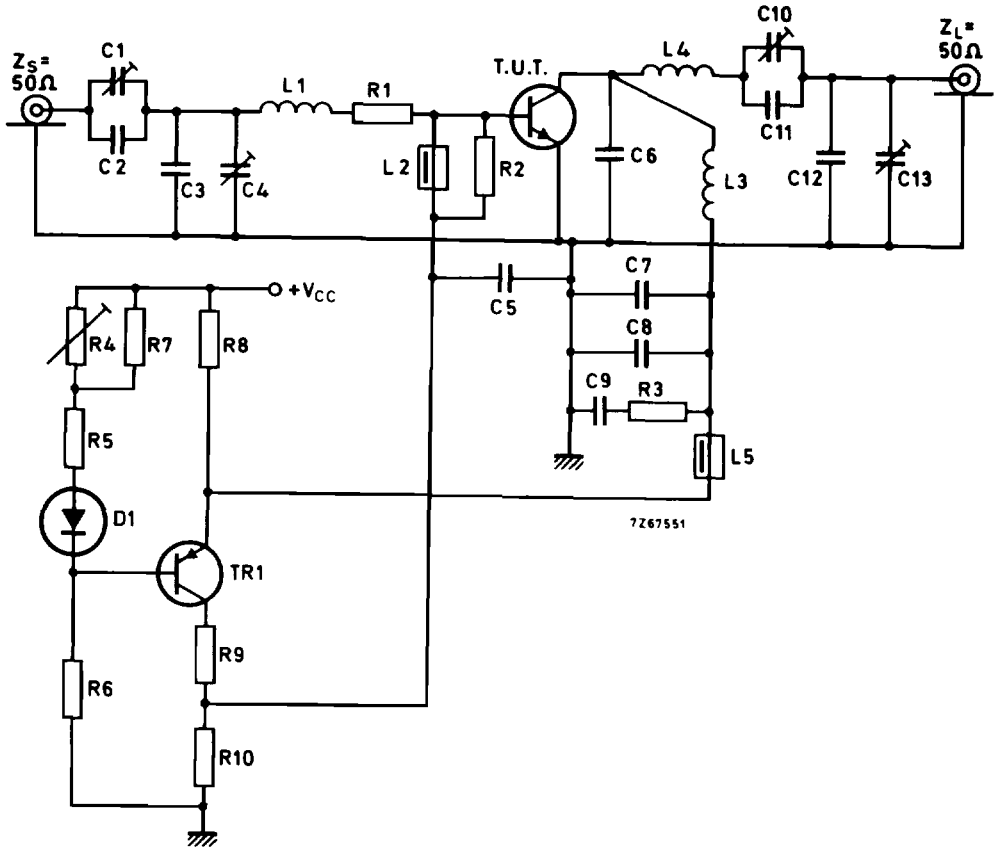 Z_S =
50Ω
C1
C2
C3
C4
L1
R1
L2
R2
T.U.T.
C6
L4
L3
C10
C11
C12
C13
Z_L =
50Ω
C5
C7
C8
C9
R3
L5
+V_CC
R4
R7
R8
R5
D1
TR1
R6
R9
R10
7Z67551